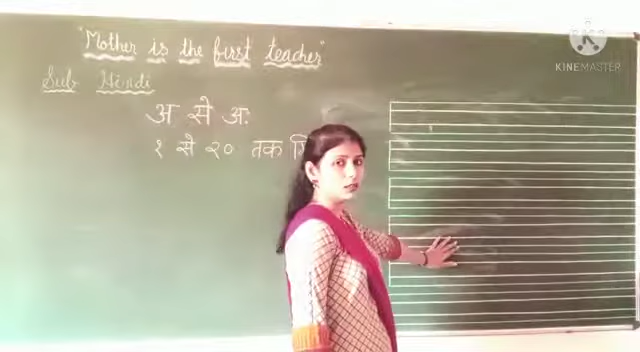 "Mother is the first teacher"
Sub Hindi
अ से अः
१ से २० तक
KINEMASTER